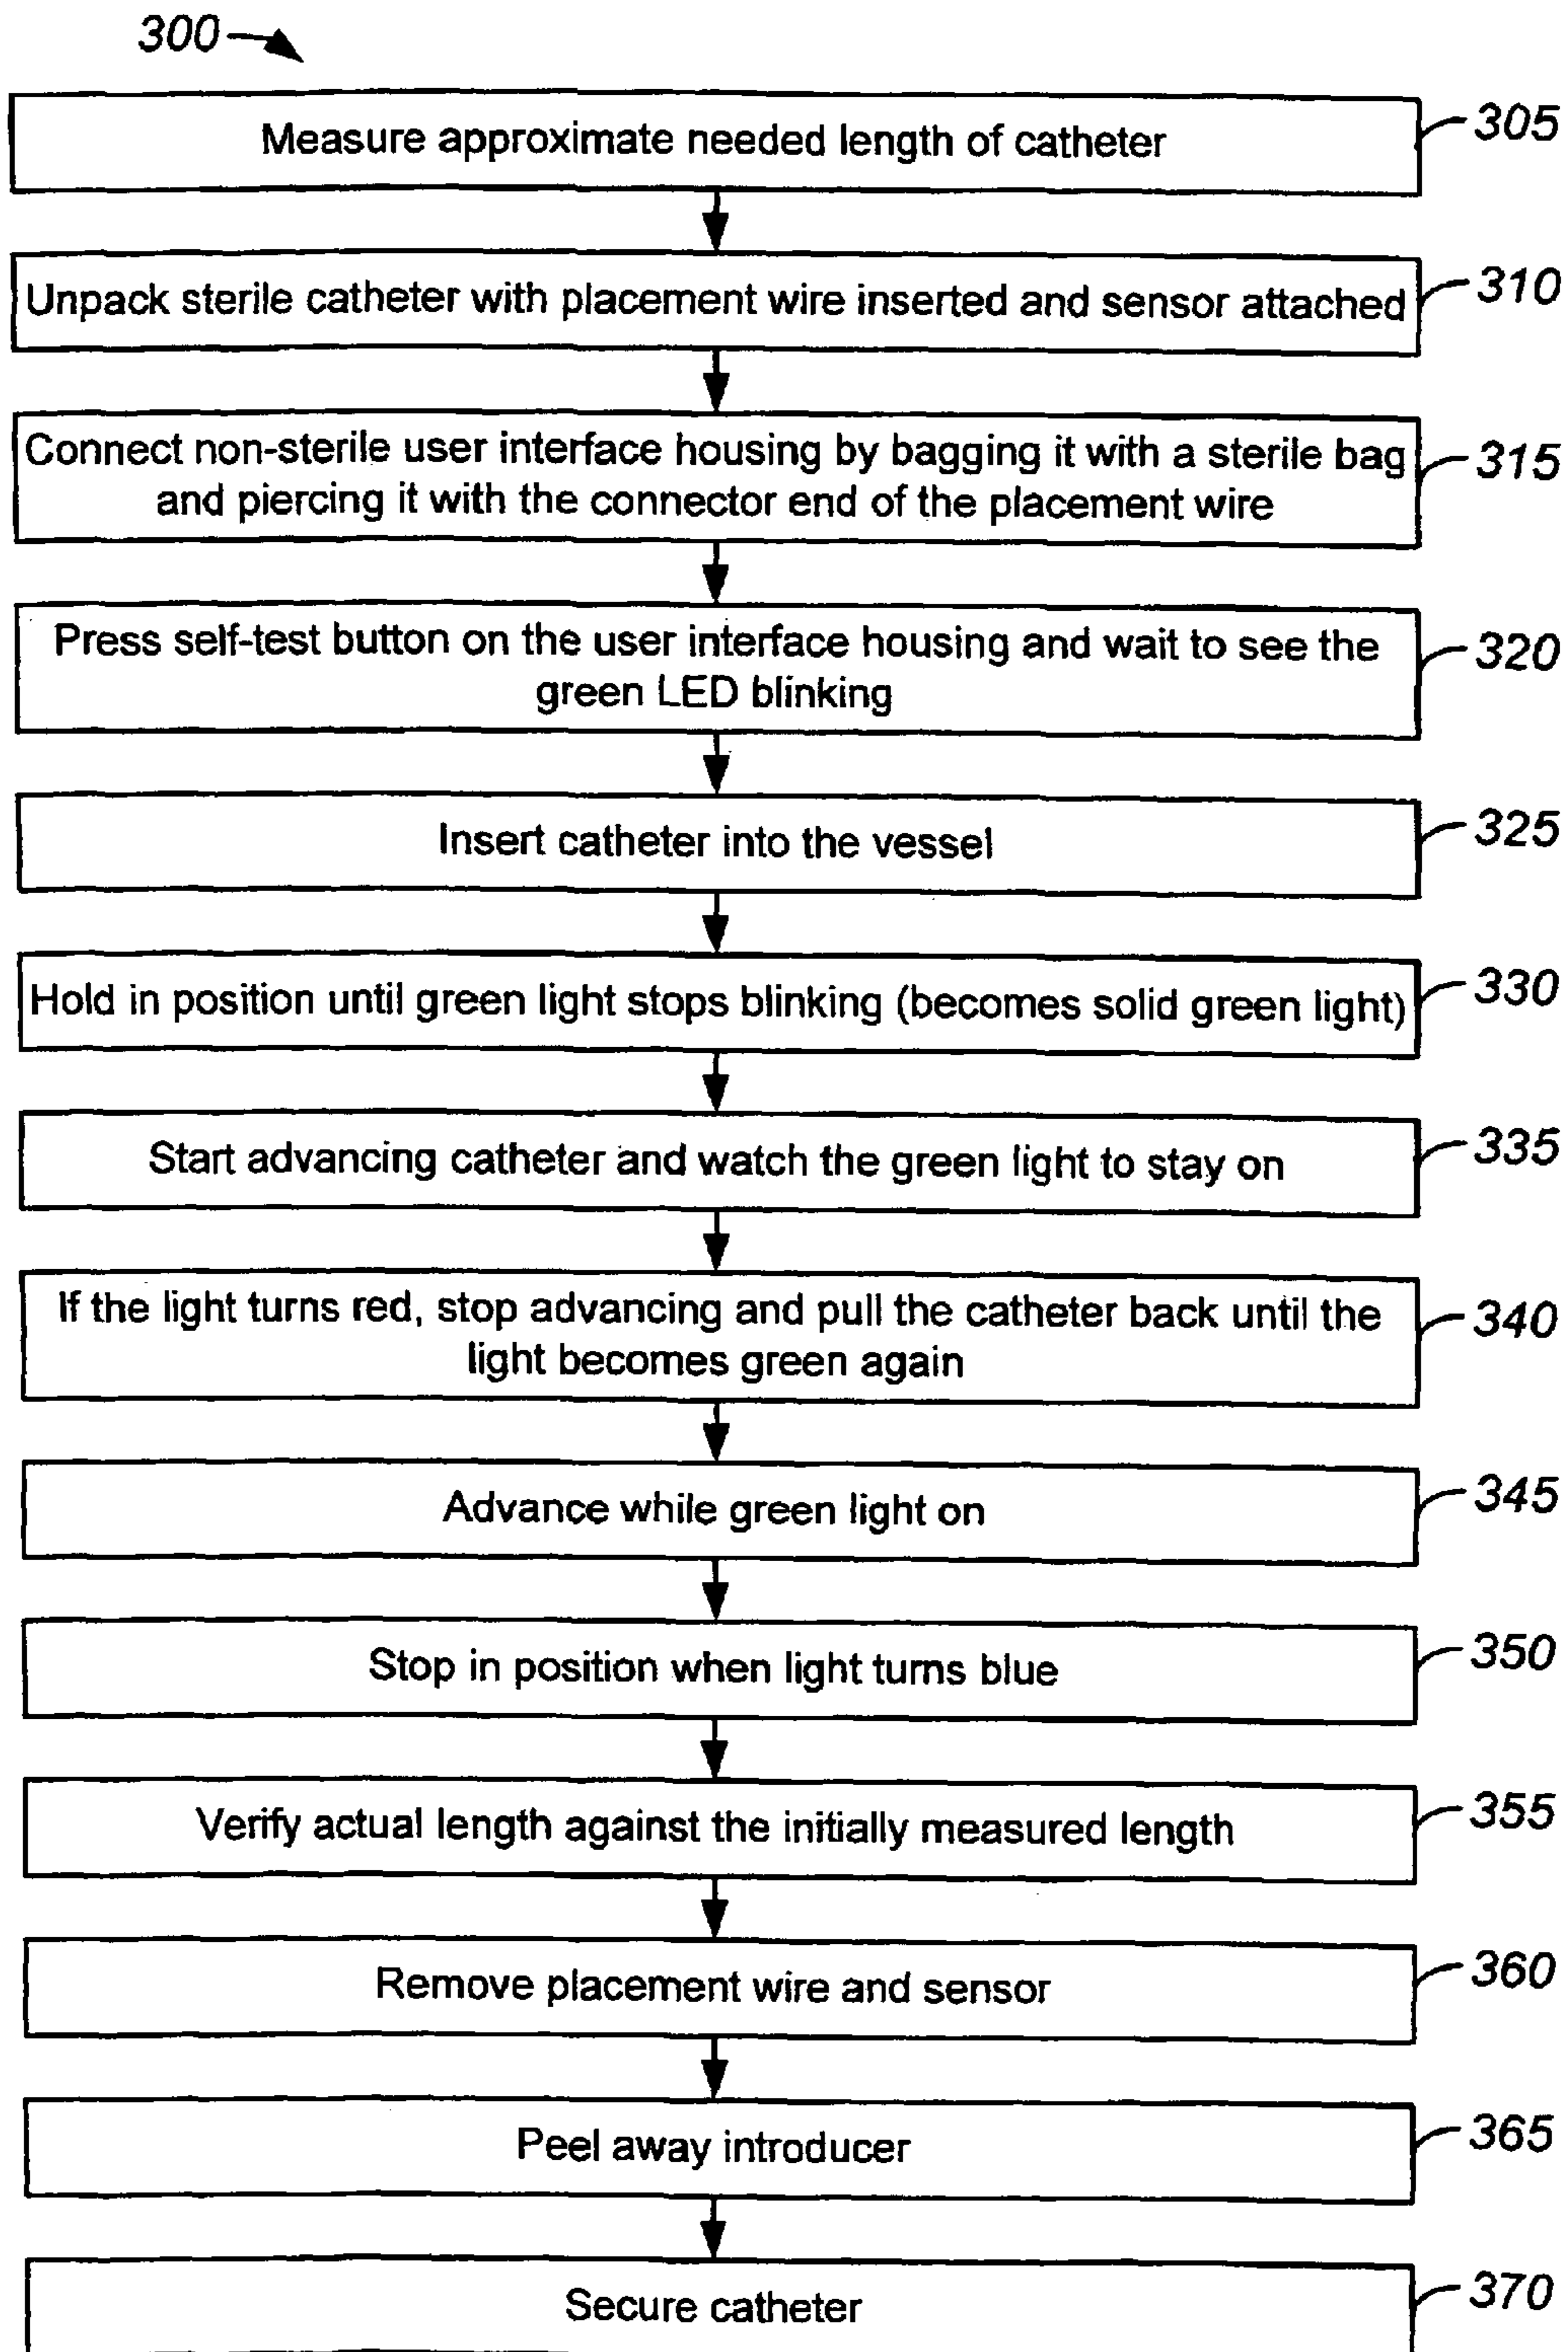 300
Measure approximate needed length of catheter
305
Unpack sterile catheter with placement wire inserted and sensor attached
310
Connect non-sterile user interface housing by bagging it with a sterile bag
and piercing it with the connector end of the placement wire
315
Press self-test button on the user interface housing and wait to see the
green LED blinking
320
Insert catheter into the vessel
325
Hold in position until green light stops blinking (becomes solid green light)
330
Start advancing catheter and watch the green light to stay on
335
If the light turns red, stop advancing and pull the catheter back until the
light becomes green again
340
Advance while green light on
345
Stop in position when light turns blue
350
Verify actual length against the initially measured length
355
Remove placement wire and sensor
360
Peel away introducer
365
Secure catheter
370